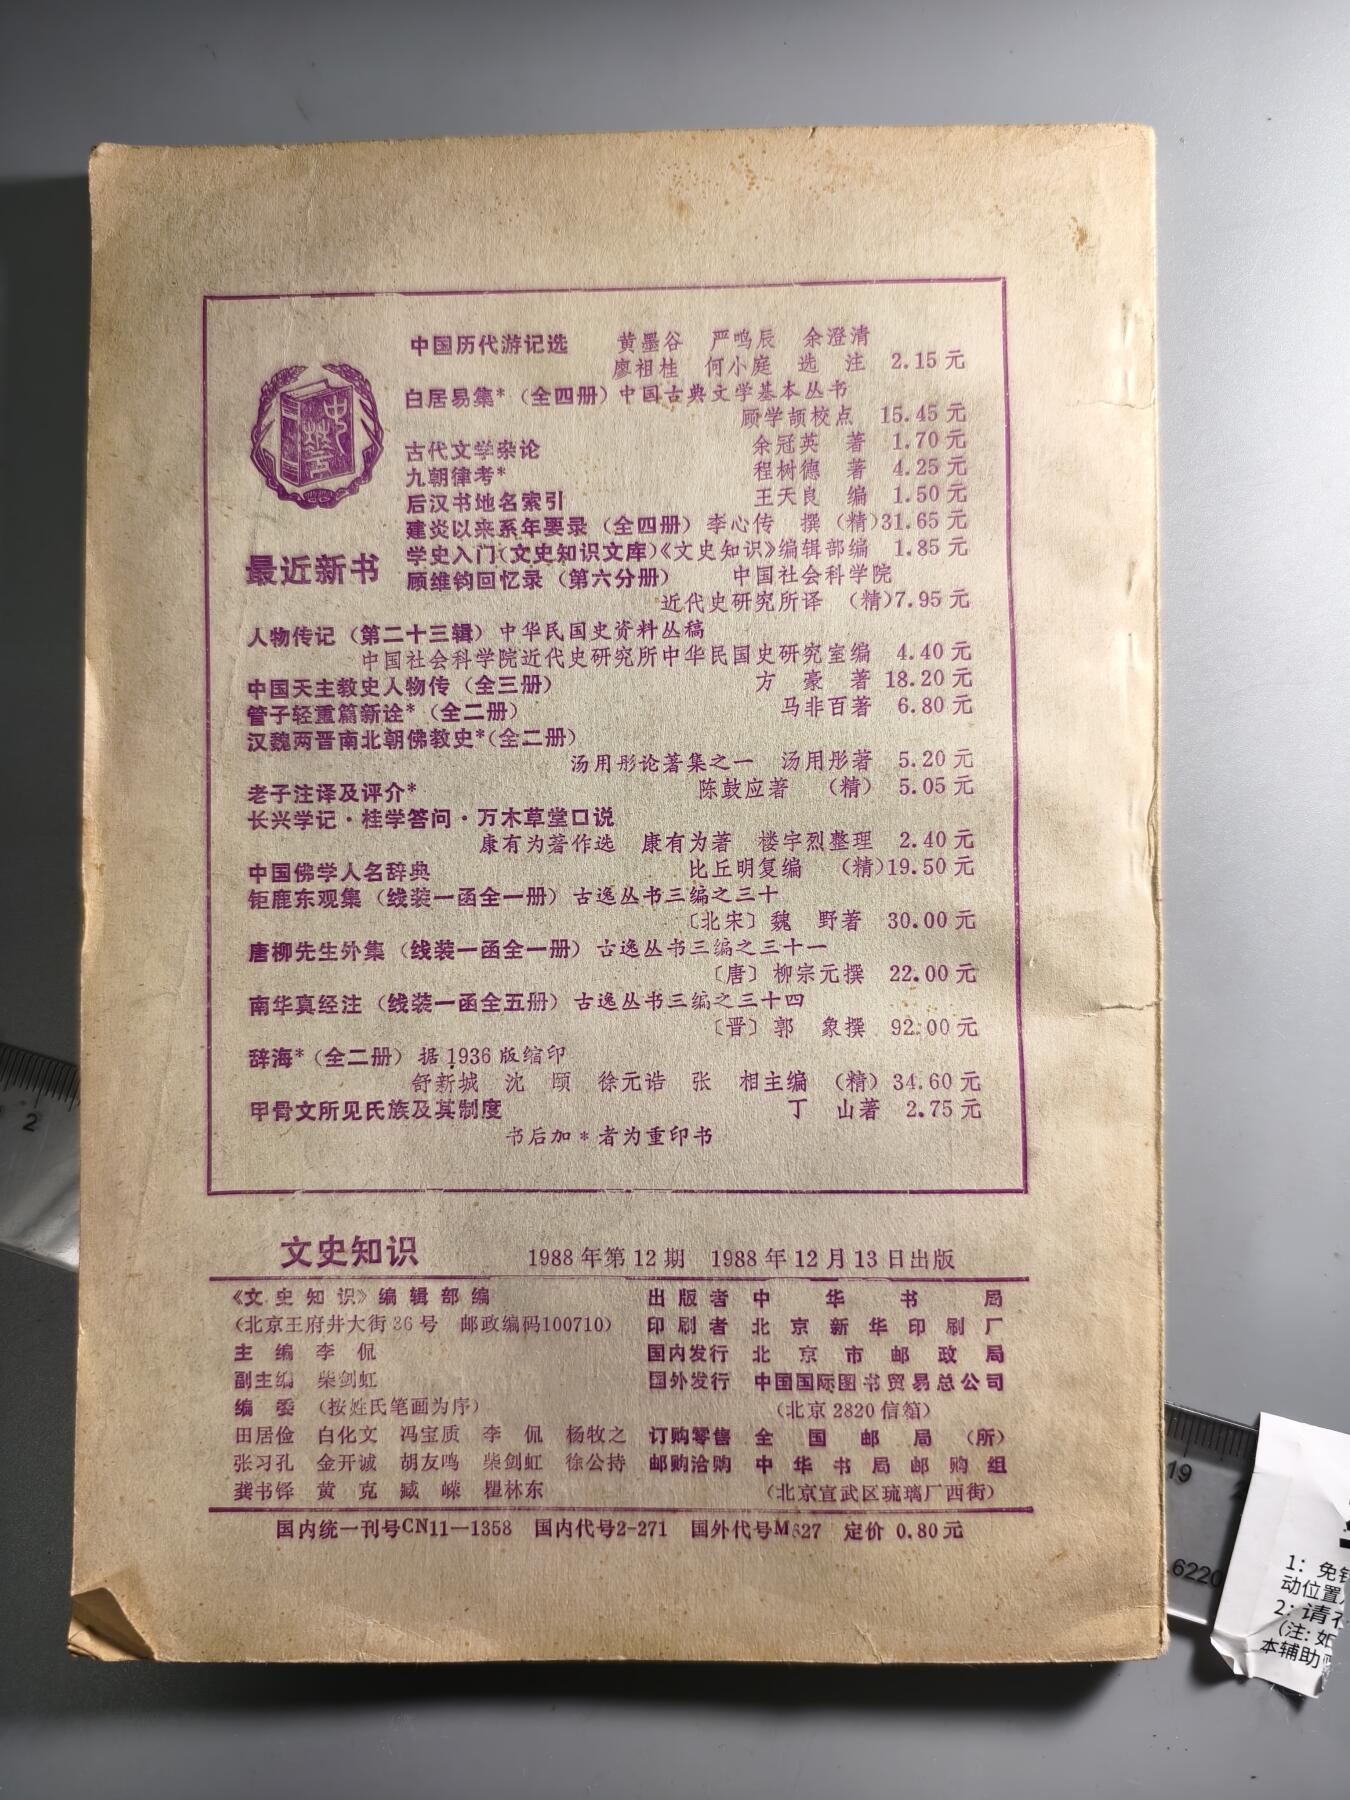 中国历代游记选　黄墨谷　严鸣辰　余澄清
廖祖桂　何小庭　选　注　2.15元
白居易集*（全四册）中国古典文学基本丛书
顾学颉校点　15.45元
古代文学杂论　余冠英　著　1.70元
九朝律考*　程树德　著　4.25元
后汉书地名索引　王天良　编　1.50元
建炎以来系年要录（全四册）李心传　撰（精）31.65元
学史入门（文史知识文库）《文史知识》编辑部编　1.85元
最近新书
顾维钧回忆录（第六分册）　中国社会科学院
近代史研究所译　（精）7.95元
人物传记（第二十三辑）中华民国史资料丛稿
中国社会科学院近代史研究所中华民国史研究室编　4.40元
中国天主教史人物传（全三册）　方　豪　著　18.20元
管子轻重篇新诠*（全二册）　马非百著　6.80元
汉魏两晋南北朝佛教史*（全二册）
汤用彤论著集之一　汤用彤著　5.20元
老子注译及评介*　陈鼓应著　（精）5.05元
长兴学记·桂学答问·万木草堂口说
康有为著作选　康有为著　楼宇烈整理　2.40元
中国佛学人名辞典　比丘明复编　（精）19.50元
钜鹿东观集（线装一函全一册）古逸丛书三编之三十
〔北宋〕魏　野著　30.00元
唐柳先生外集（线装一函全一册）古逸丛书三编之三十一
〔唐〕柳宗元撰　22.00元
南华真经注（线装一函全五册）古逸丛书三编之三十四
〔晋〕郭　象撰　92.00元
辞海*（全二册）据1936版缩印
舒新城　沈　颐　徐元诰　张　相主编　（精）34.60元
甲骨文所见氏族及其制度　丁　山著　2.75元
书后加*者为重印书
文史知识　1988年第12期　1988年12月13日出版
《文史知识》编辑部编　出版者　中华书局
（北京王府井大街36号　邮政编码100710）　印刷者　北京新华印刷厂
主　编　李　侃　国内发行　北京市邮政局
副主编　柴剑虹　国外发行　中国国际图书贸易总公司
编　委　（按姓氏笔画为序）　（北京2820信箱）
田居俭　白化文　冯宝质　李　侃　杨牧之　订购零售　全国邮局（所）
张习孔　金开诚　胡友鸣　柴剑虹　徐公持　邮购洽购　中华书局邮购组
龚书铎　黄　克　臧　嵘　瞿林东　（北京宣武区琉璃厂西街）
国内统一刊号CN11—1358　国内代号2-271　国外代号M527　定价　0.80元
2
19
6220
1：免
动位置
2：请
（注：如
本辅助